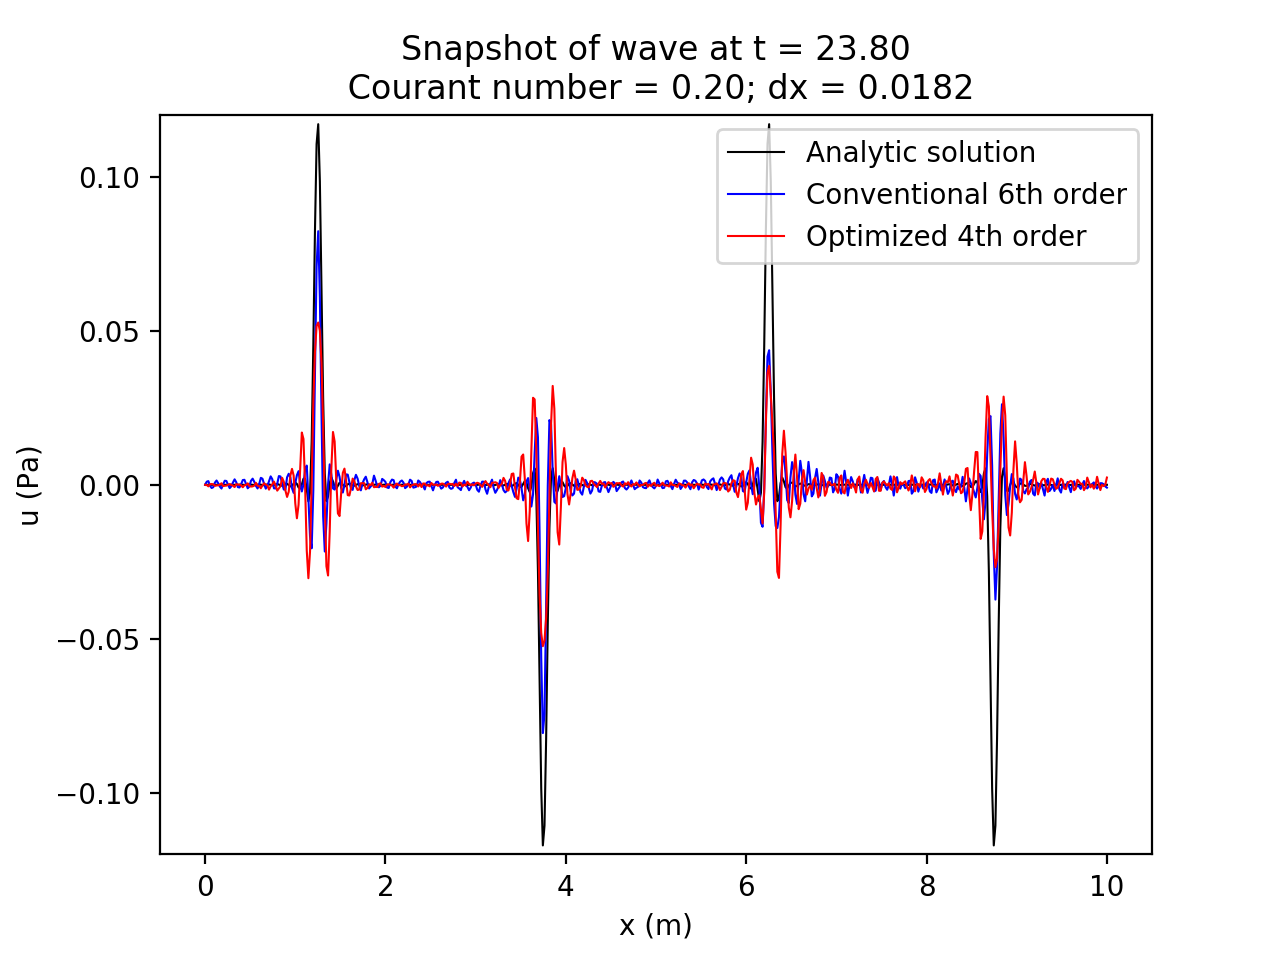 Snapshot of wave at t = 23.80
Courant number = 0.20; dx = 0.0182
Analytic solution
Conventional 6th order
Optimized 4th order
0.10
0.05
0.00
−0.05
−0.10
u (Pa)
0 2 4 6 8 10
x (m)